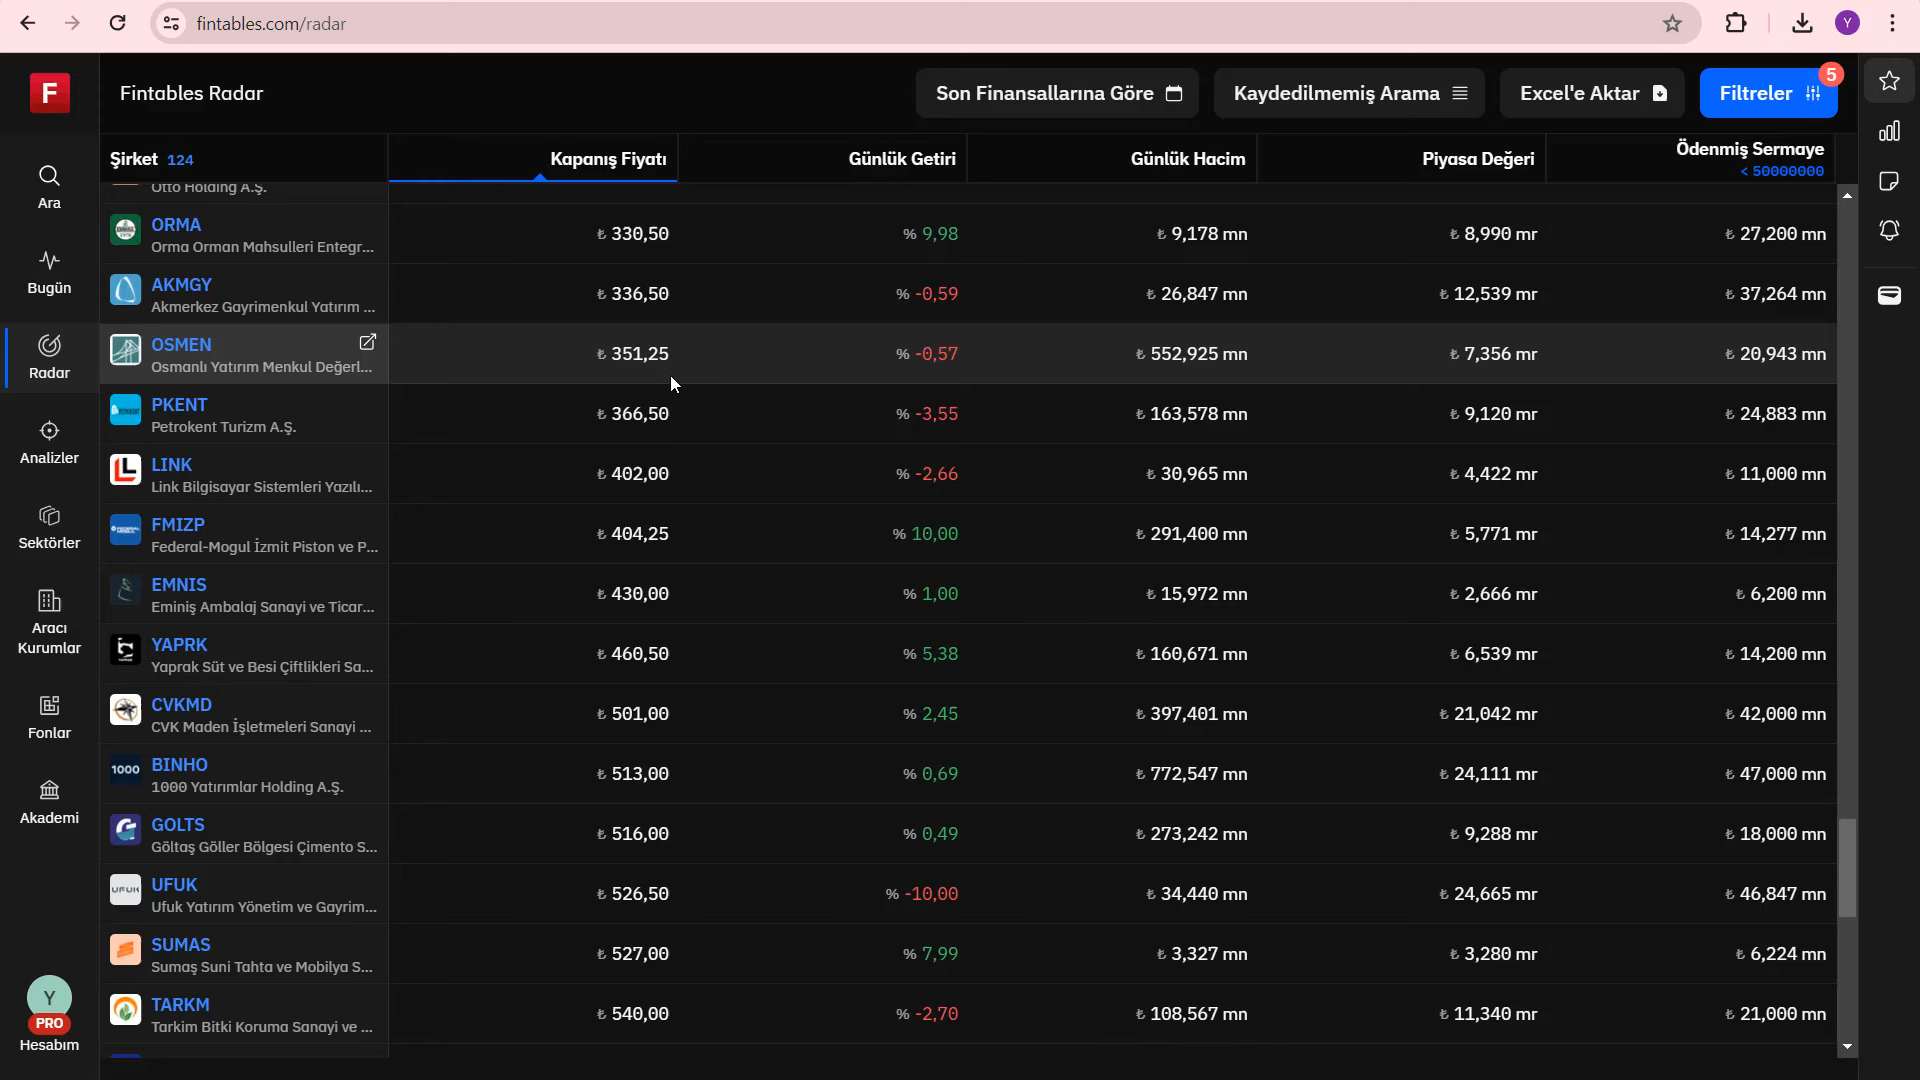 fintables.com/radar
Y
F
Fintables Radar
Son Finansallarına Göre
Kaydedilmemiş Arama
Excel'e Aktar
Filtreler
5
Ara
Bugün
Radar
Analizler
Sektörler
Aracı
Kurumlar
Fonlar
Akademi
Y
PRO
Hesabım
Şirket 124
Kapanış Fiyatı
Günlük Getiri
Günlük Hacim
Piyasa Değeri
Ödenmiş Sermaye
< 50000000
Otto Holding A.Ş.
ORMA
Orma Orman Mahsulleri Entegr...
₺ 330,50
% 9,98
₺ 9,178 mn
₺ 8,990 mr
₺ 27,200 mn
AKMGY
Akmerkez Gayrimenkul Yatırım ...
₺ 336,50
% -0,59
₺ 26,847 mn
₺ 12,539 mr
₺ 37,264 mn
OSMEN
Osmanlı Yatırım Menkul Değerl...
₺ 351,25
% -0,57
₺ 552,925 mn
₺ 7,356 mr
₺ 20,943 mn
PKENT
Petrokent Turizm A.Ş.
₺ 366,50
% -3,55
₺ 163,578 mn
₺ 9,120 mr
₺ 24,883 mn
LINK
Link Bilgisayar Sistemleri Yazılı...
₺ 402,00
% -2,66
₺ 30,965 mn
₺ 4,422 mr
₺ 11,000 mn
FMIZP
Federal-Mogul İzmit Piston ve P...
₺ 404,25
% 10,00
₺ 291,400 mn
₺ 5,771 mr
₺ 14,277 mn
EMNIS
Eminiş Ambalaj Sanayi ve Ticar...
₺ 430,00
% 1,00
₺ 15,972 mn
₺ 2,666 mr
₺ 6,200 mn
YAPRK
Yaprak Süt ve Besi Çiftlikleri Sa...
₺ 460,50
% 5,38
₺ 160,671 mn
₺ 6,539 mr
₺ 14,200 mn
CVKMD
CVK Maden İşletmeleri Sanayi ...
₺ 501,00
% 2,45
₺ 397,401 mn
₺ 21,042 mr
₺ 42,000 mn
1000
BINHO
1000 Yatırımlar Holding A.Ş.
₺ 513,00
% 0,69
₺ 772,547 mn
₺ 24,111 mr
₺ 47,000 mn
GOLTS
Göltaş Göller Bölgesi Çimento S...
₺ 516,00
% 0,49
₺ 273,242 mn
₺ 9,288 mr
₺ 18,000 mn
UFUK
UFUK
Ufuk Yatırım Yönetim ve Gayrim...
₺ 526,50
% -10,00
₺ 34,440 mn
₺ 24,665 mr
₺ 46,847 mn
SUMAS
Sumaş Suni Tahta ve Mobilya S...
₺ 527,00
% 7,99
₺ 3,327 mn
₺ 3,280 mr
₺ 6,224 mn
TARKM
Tarkim Bitki Koruma Sanayi ve ...
₺ 540,00
% -2,70
₺ 108,567 mn
₺ 11,340 mr
₺ 21,000 mn